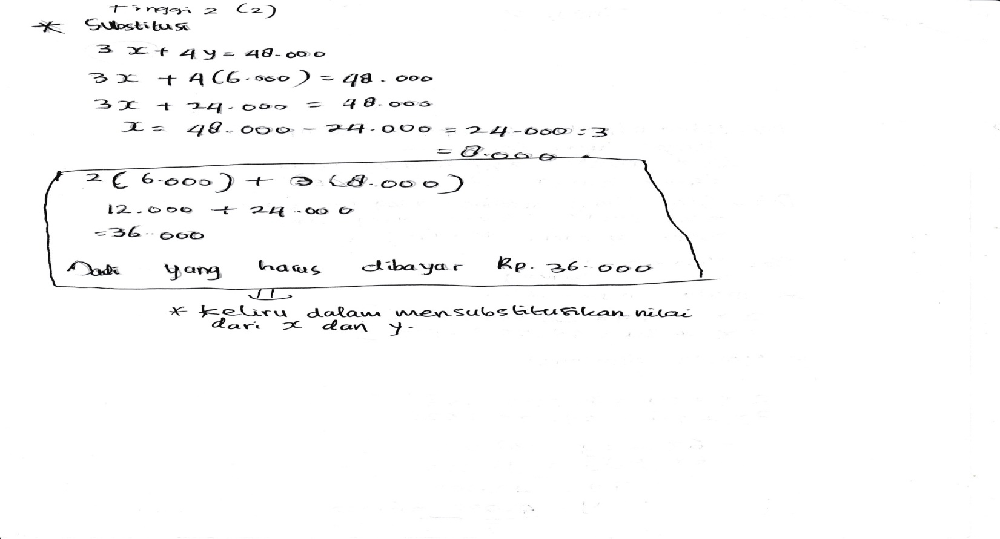 Tinggi 2 (2)
* Substitusi
3x + 4y = 48.000
3x + 4(6.000) = 48.000
3x + 24.000 = 48.000
x = 48.000 - 24.000 = 24.000 : 3
= 8.000
2(6.000) + 3(8.000)
12.000 + 24.000
= 36.000
Jadi yang harus dibayar Rp. 36.000
* keliru dalam mensubstitusikan nilai
dari x dan y.